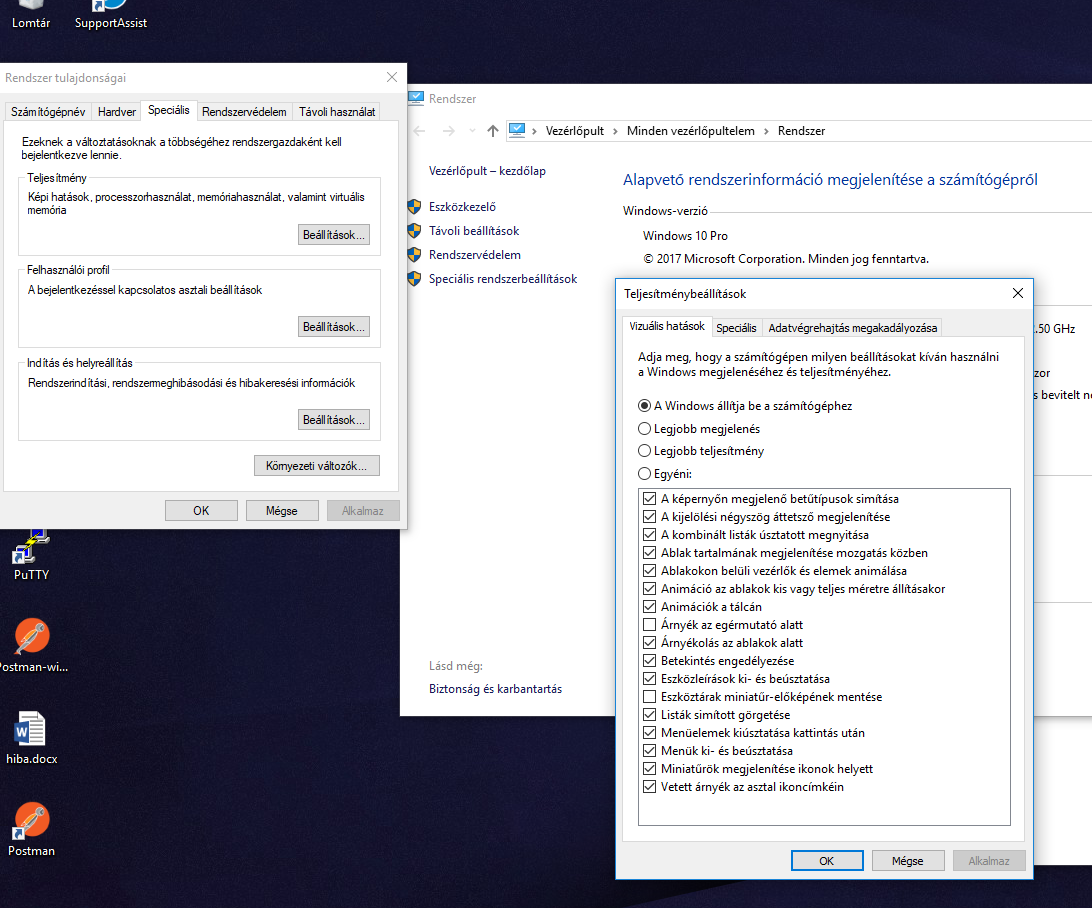 Lomtár
SupportAssist
Rendszer tulajdonságai
Számítógépnév
Hardver
Speciális
Rendszervédelem
Távoli használat
Ezeknek a változtatásoknak a többségéhez rendszergazdaként kell
bejelentkezve lennie.
Teljesítmény
Képi hatások, processzorhasználat, memóriahasználat, valamint virtuális
memória
Beállítások...
Felhasználói profil
A bejelentkezéssel kapcsolatos asztali beállítások
Beállítások...
Indítás és helyreállítás
Rendszerindítási, rendszermeghibásodási és hibakeresési információk
Beállítások...
Környezeti változók...
OK
Mégse
Alkalmaz
PuTTY
Postman-wi...
hiba.docx
Postman
Rendszer
Vezérlőpult
Minden vezérlőpultelem
Rendszer
Vezérlőpult – kezdőlap
Eszközkezelő
Távoli beállítások
Rendszervédelem
Speciális rendszerbeállítások
Lásd még:
Biztonság és karbantartás
Alapvető rendszerinformáció megjelenítése a számítógépről
Windows-verzió
Windows 10 Pro
© 2017 Microsoft Corporation. Minden jog fenntartva.
.50 GHz
zor
s bevitelt
Teljesítménybeállítások
Vizuális hatások
Speciális
Adatvégrehajtás megakadályozása
Adja meg, hogy a számítógépen milyen beállításokat kíván használni
a Windows megjelenéséhez és teljesítményéhez.
A Windows állítja be a számítógéphez
Legjobb megjelenés
Legjobb teljesítmény
Egyéni:
A képernyőn megjelenő betűtípusok simítása
A kijelölési négyszög áttetsző megjelenítése
A kombinált listák úsztatott megnyitása
Ablak tartalmának megjelenítése mozgatás közben
Ablakokon belüli vezérlők és elemek animálása
Animáció az ablakok kis vagy teljes méretre állításakor
Animációk a tálcán
Árnyék az egérmutató alatt
Árnyékolás az ablakok alatt
Betekintés engedélyezése
Eszközleírások ki- és beúsztatása
Eszköztárak miniatűr-előképének mentése
Listák simított görgetése
Menüelemek kiúsztatása kattintás után
Menük ki- és beúsztatása
Miniatűrök megjelenítése ikonok helyett
Vetett árnyék az asztal ikoncímkéin
OK
Mégse
Alkalmaz